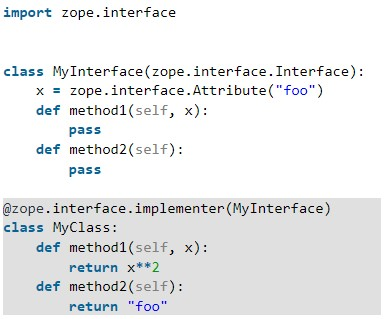 import zope.interface
class MyInterface(zope.interface.Interface):
    x = zope.interface.Attribute("foo")
    def method1(self, x):
        pass
    def method2(self):
        pass
@zope.interface.implementer(MyInterface)
class MyClass:
    def method1(self, x):
        return x**2
    def method2(self):
        return "foo"